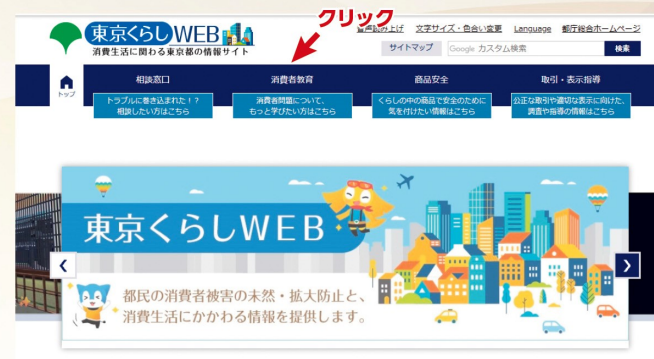 クリック
東京くらしWEB
消費生活に関わる東京都の情報サイト
音声読み上げ 文字サイズ・色合い変更 Language 都庁総合ホームページ
サイトマップ Google カスタム検索 検索
トップ
相談窓口 消費者教育 商品安全 取引・表示指導
トラブルに巻き込まれた!?
相談したい方はこちら
消費者問題について、
もっと学びたい方はこちら
くらしの中の商品で安全のために
気を付けたい情報はこちら
公正な取引や適切な表示に向けた、
調査や指導の情報はこちら
東京くらしWEB
都民の消費者被害の未然・拡大防止と、
消費生活にかかわる情報を提供します。